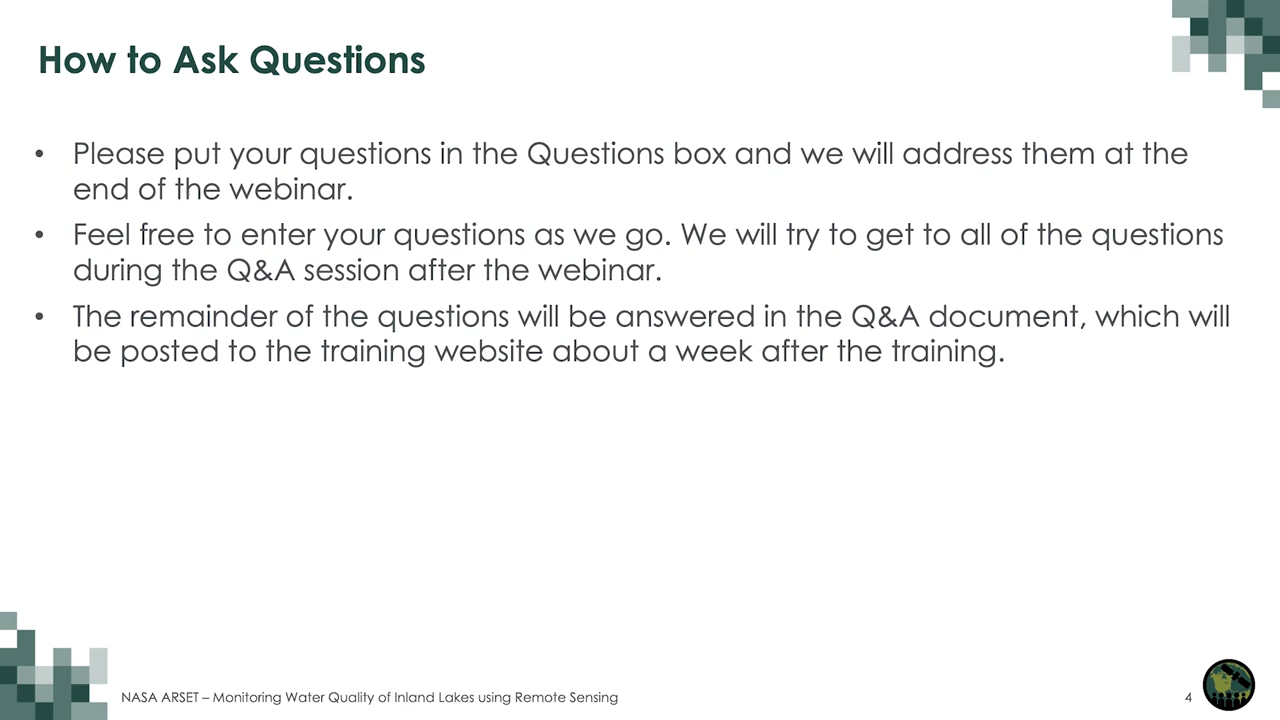 How to Ask Questions
• Please put your questions in the Questions box and we will address them at the
end of the webinar.
• Feel free to enter your questions as we go. We will try to get to all of the questions
during the Q&A session after the webinar.
• The remainder of the questions will be answered in the Q&A document, which will
be posted to the training website about a week after the training.
NASA ARSET – Monitoring Water Quality of Inland Lakes using Remote Sensing
4